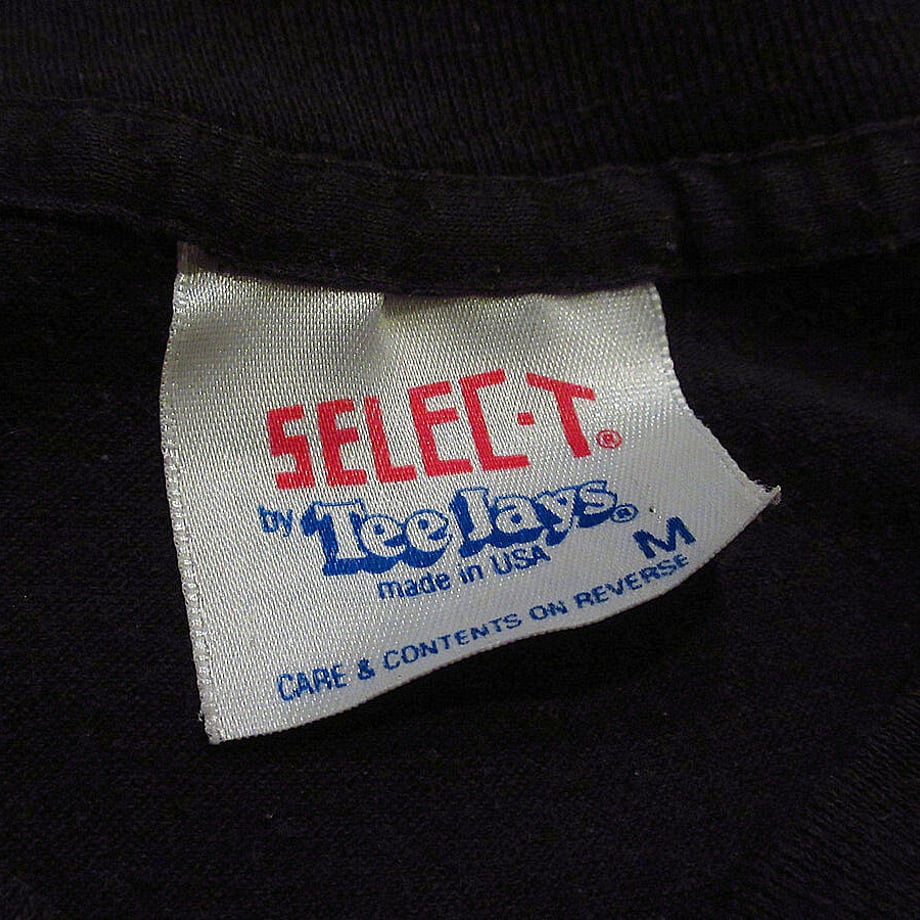 SELEC-T®
by Tee Jays®
made in USA M
CARE & CONTENTS ON REVERSE